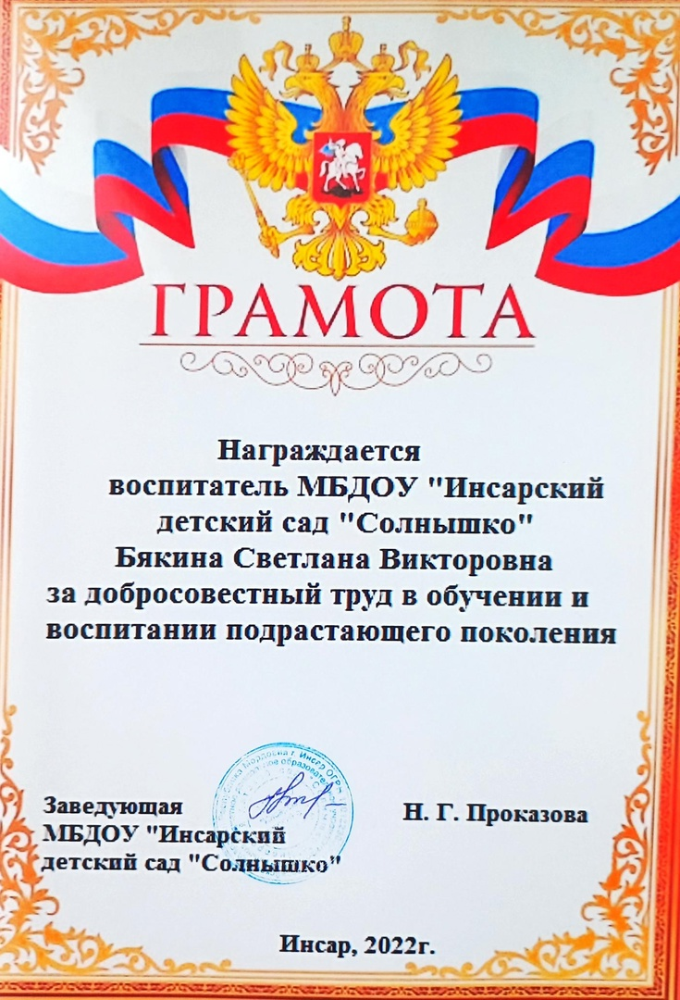 ГРАМОТА
Награждается
воспитатель МБДОУ "Инсарский
детский сад "Солнышко"
Бякина Светлана Викторовна
за добросовестный труд в обучении и
воспитании подрастающего поколения
Заведующая
МБДОУ "Инсарский
детский сад "Солнышко"
Н. Г. Проказова
Инсар, 2022г.